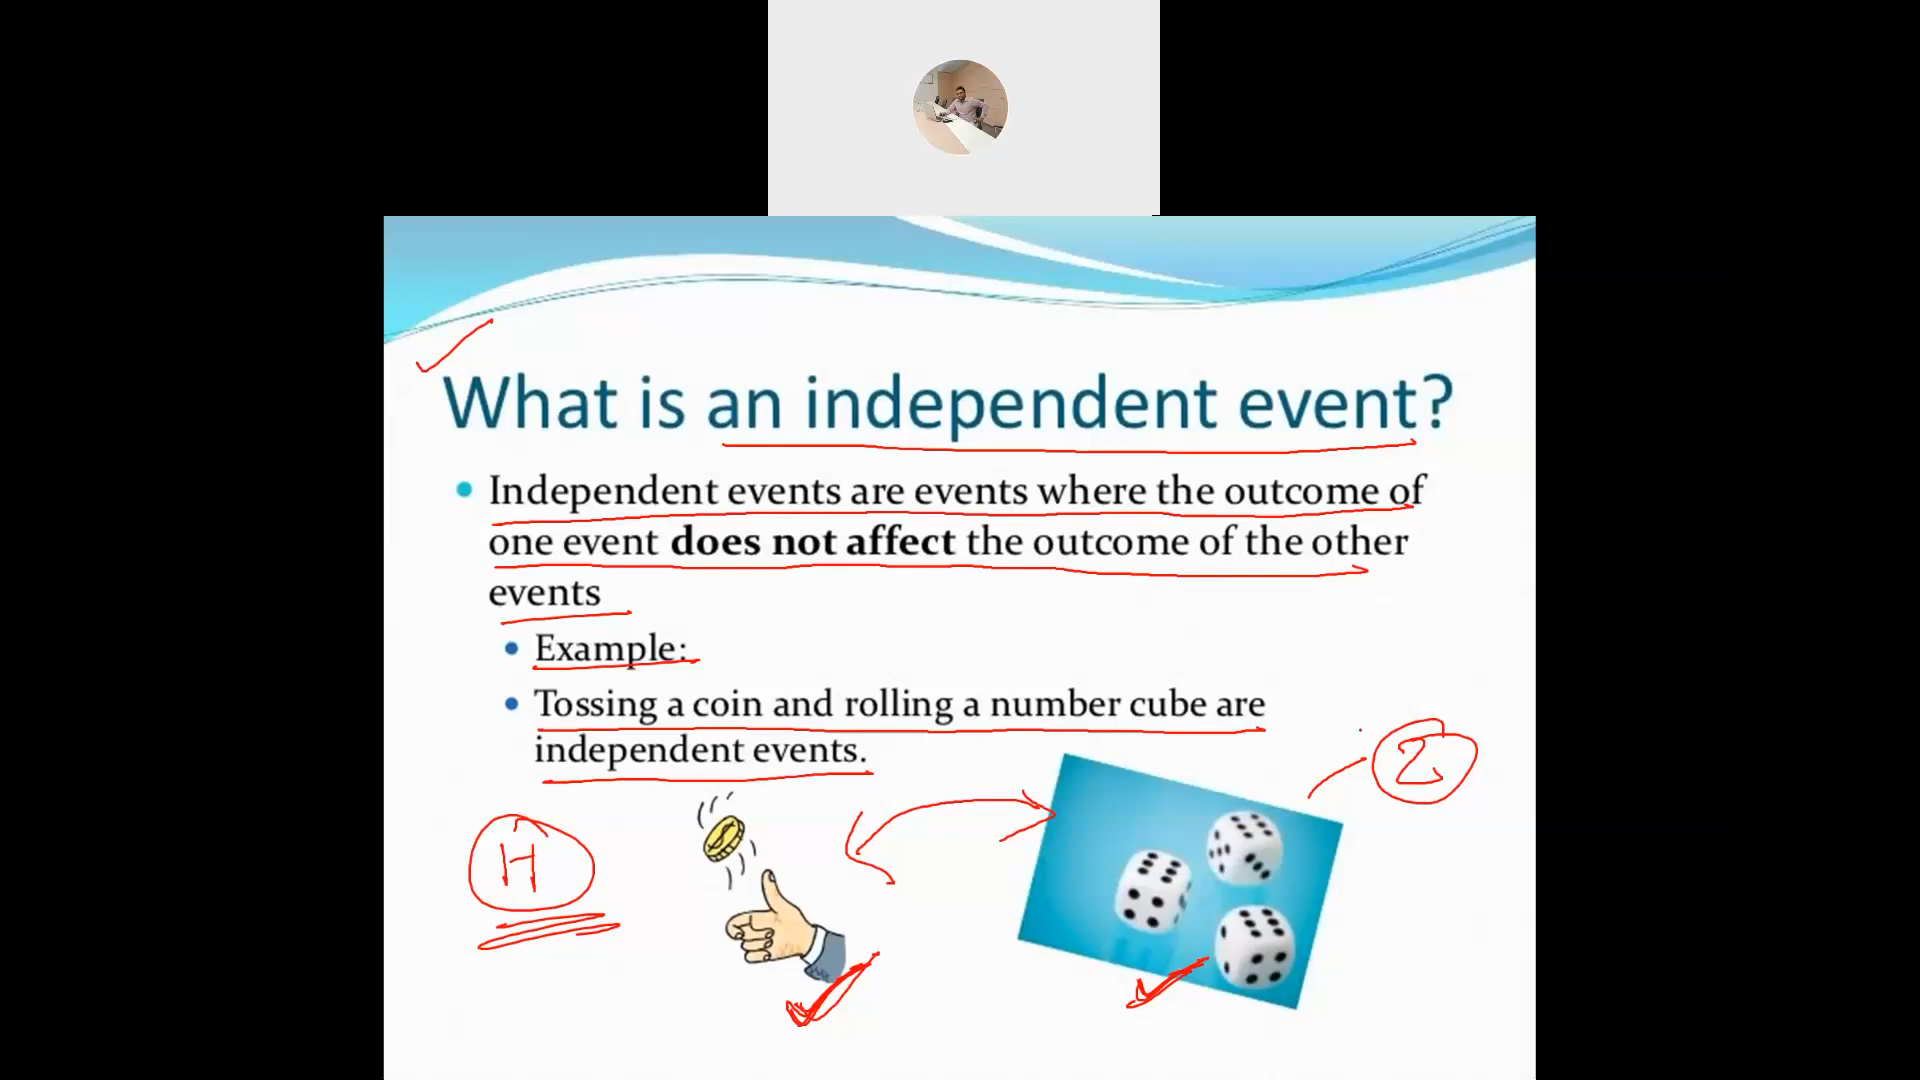 What is an independent event?
Independent events are events where the outcome of
one event does not affect the outcome of the other
events
Example:
Tossing a coin and rolling a number cube are
independent events.
2
H